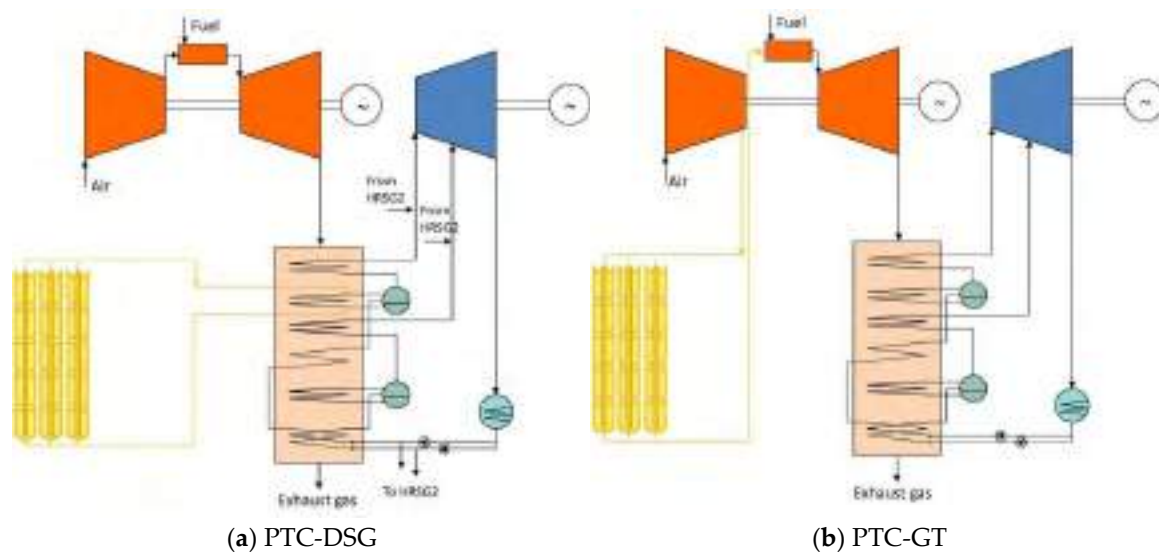 Fuel
Air
From
HRSG2
From
HRSG2
Exhaust gas
To HRSG2
(a) PTC-DSG
Fuel
Air
Exhaust gas
(b) PTC-GT